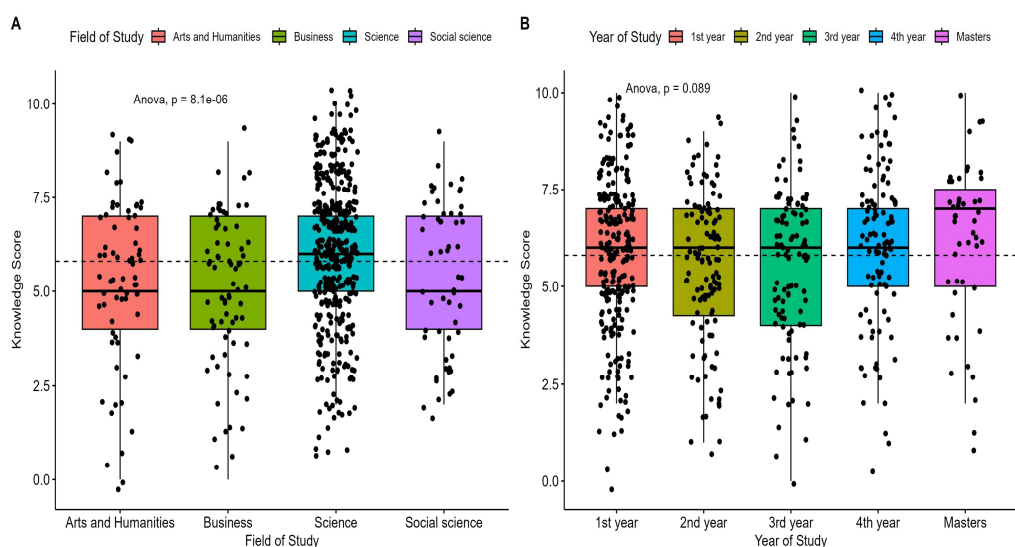 A
Field of Study Arts and Humanities Business Science Social science
Anova, p = 8.1e-06
Knowledge Score
10.0
7.5
5.0
2.5
0.0
Arts and Humanities Business Science Social science
Field of Study
B
Year of Study 1st year 2nd year 3rd year 4th year Masters
Anova, p = 0.089
Knowledge Score
10.0
7.5
5.0
2.5
0.0
1st year 2nd year 3rd year 4th year Masters
Year of Study